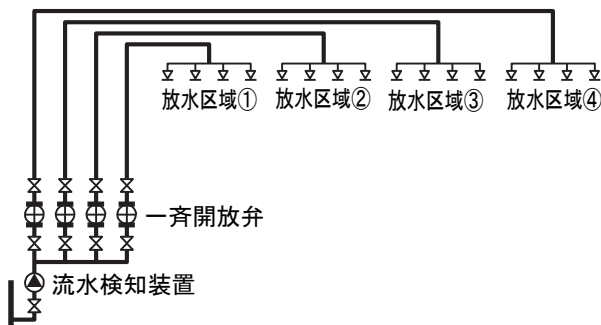 放水区域①
放水区域②
放水区域③
放水区域④
一斉開放弁
流水検知装置